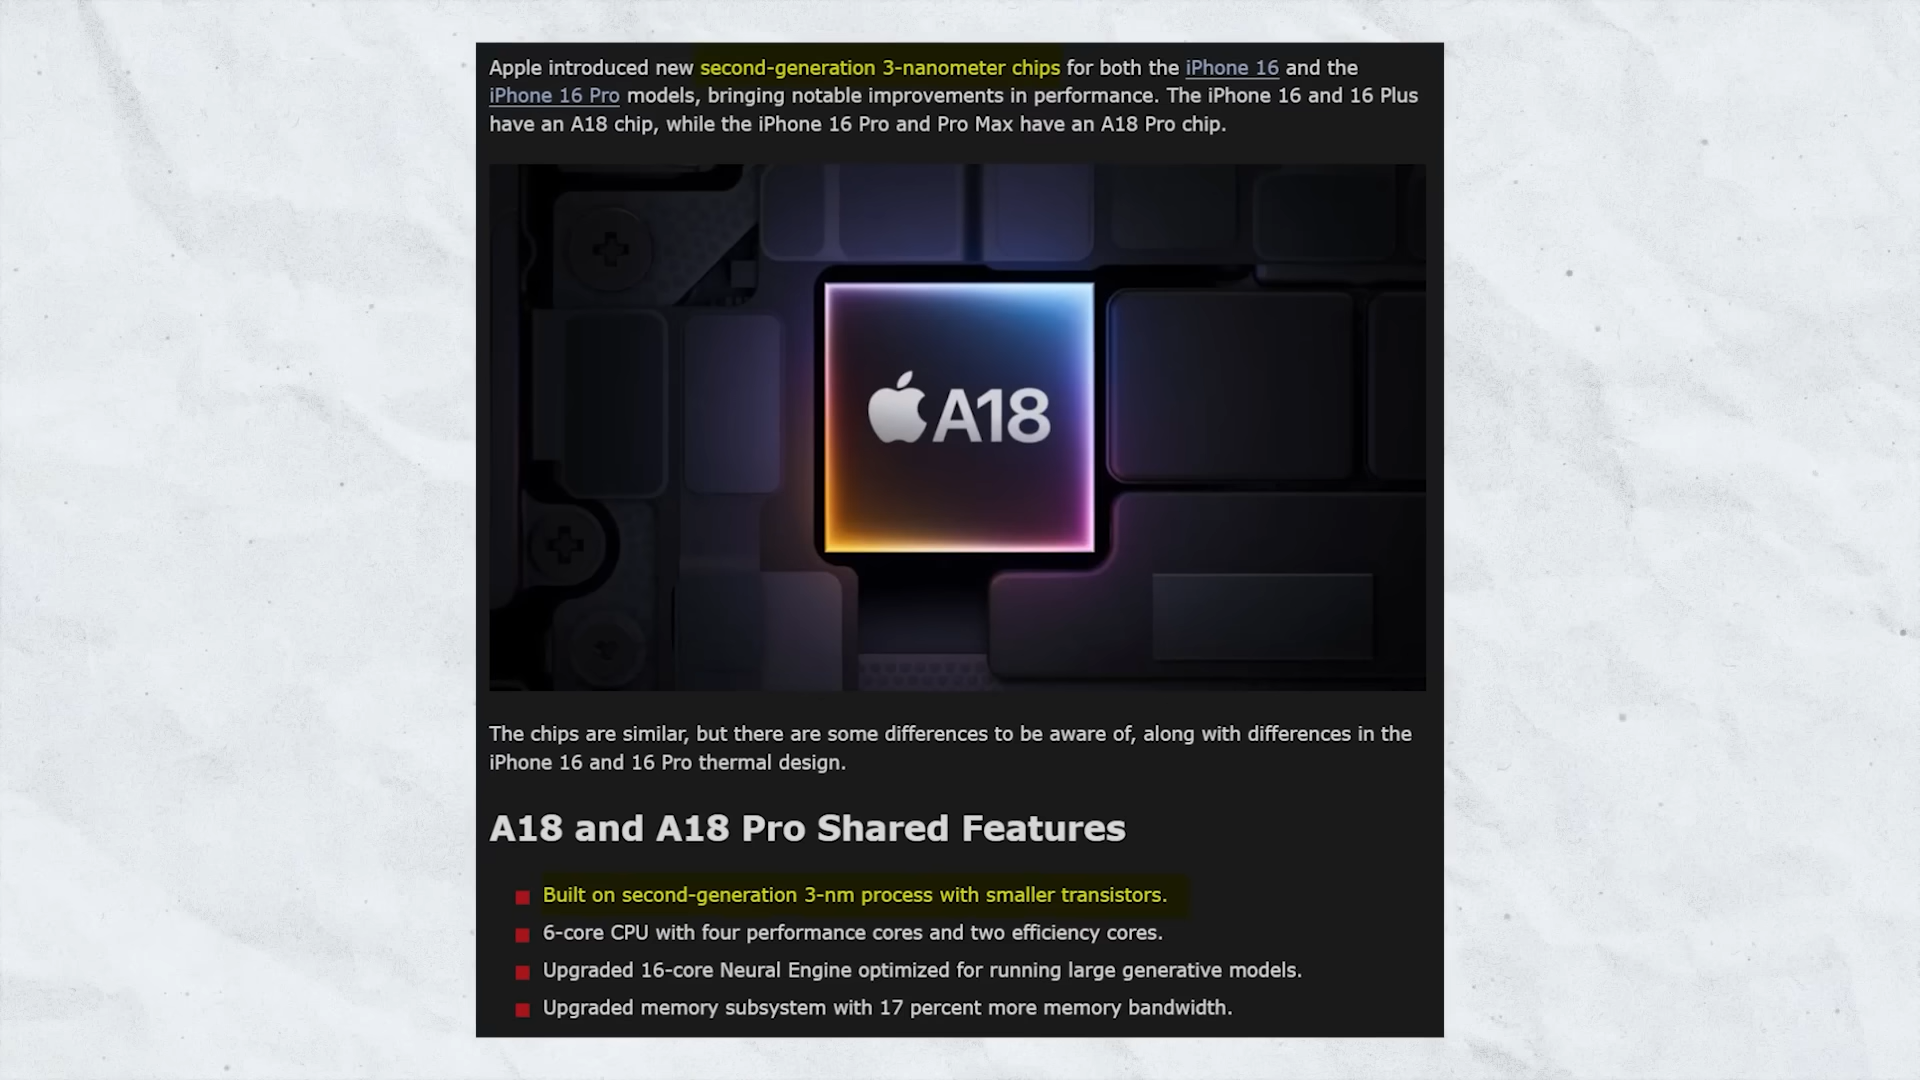 Apple introduced new second-generation 3-nanometer chips for both the iPhone 16 and the
iPhone 16 Pro models, bringing notable improvements in performance. The iPhone 16 and 16 Plus
have an A18 chip, while the iPhone 16 Pro and Pro Max have an A18 Pro chip.
A18
The chips are similar, but there are some differences to be aware of, along with differences in the
iPhone 16 and 16 Pro thermal design.
A18 and A18 Pro Shared Features
Built on second-generation 3-nm process with smaller transistors.
6-core CPU with four performance cores and two efficiency cores.
Upgraded 16-core Neural Engine optimized for running large generative models.
Upgraded memory subsystem with 17 percent more memory bandwidth.